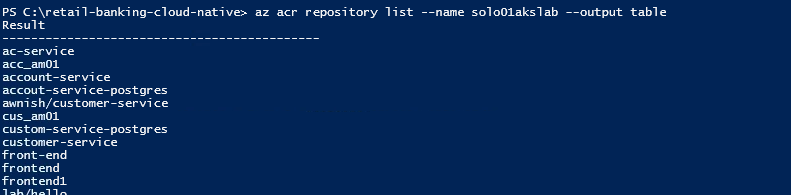 PS C:\retail-banking-cloud-native> az acr repository list --name solo01akslab --output table
Result
--------------------------------------------
ac-service
acc_am01
account-service
accout-service-postgres
awnish/customer-service
cus_am01
custom-service-postgres
customer-service
front-end
frontend
frontend1
lab/hello